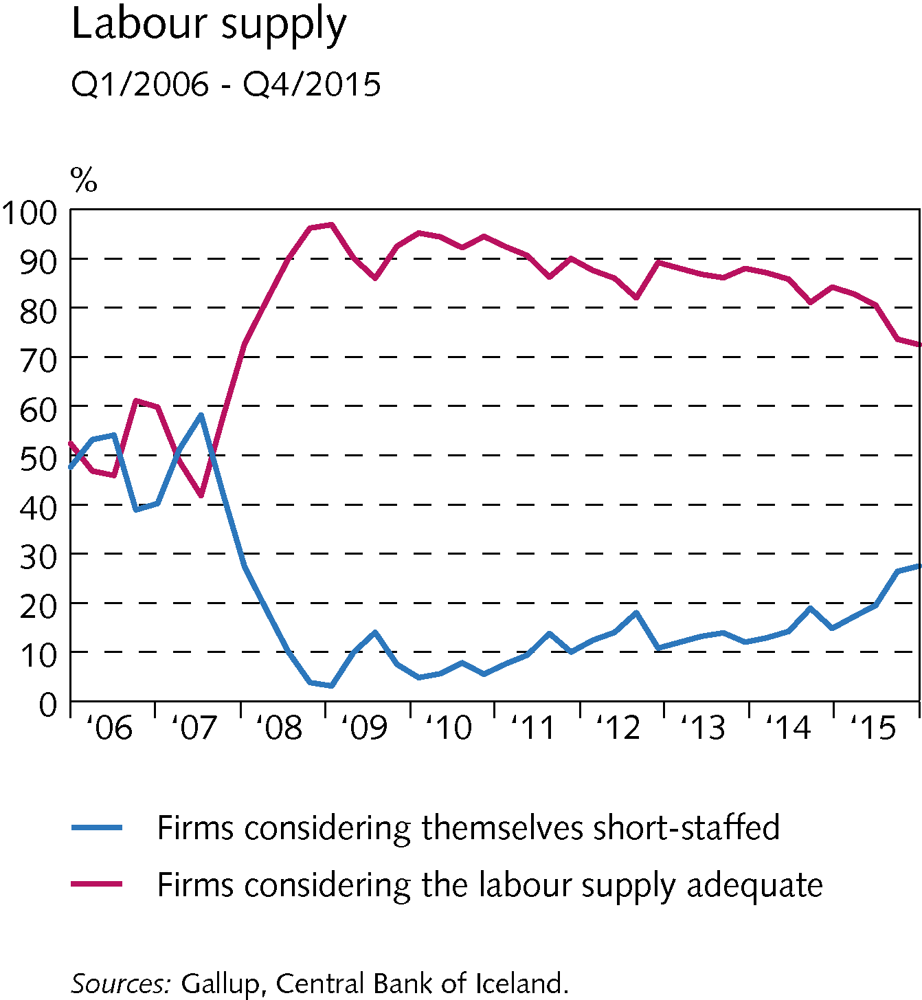 Labour supply
Q1/2006 - Q4/2015
%
100
90
80
70
60
50
40
30
20
10
0
‘06 ‘07 ‘08 ‘09 ‘10 ‘11 ‘12 ‘13 ‘14 ‘15
Firms considering themselves short-staffed
Firms considering the labour supply adequate
Sources: Gallup, Central Bank of Iceland.